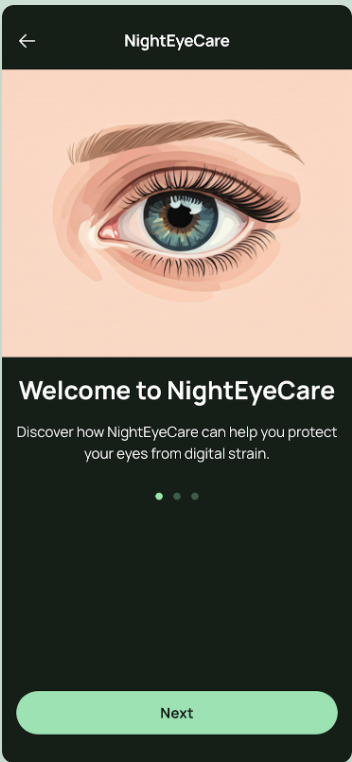 NightEyeCare
Welcome to NightEyeCare
Discover how NightEyeCare can help you protect
your eyes from digital strain.
Next